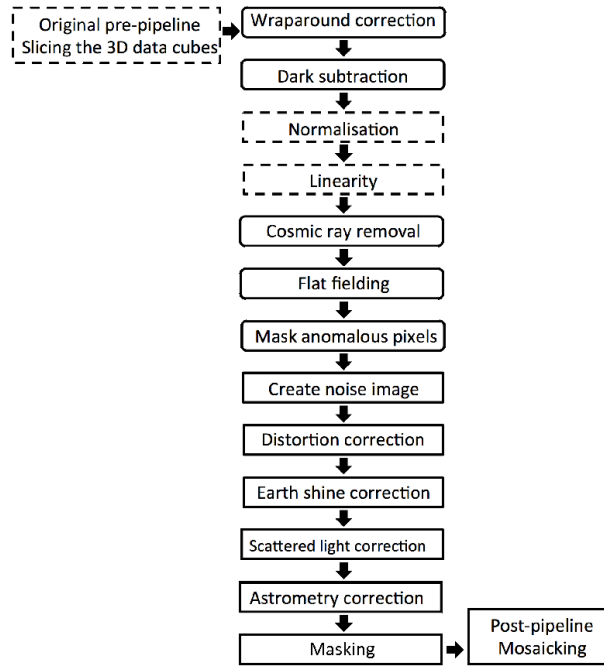 Original pre-pipeline
Slicing the 3D data cubes
Wraparound correction
Dark subtraction
Normalisation
Linearity
Cosmic ray removal
Flat fielding
Mask anomalous pixels
Create noise image
Distortion correction
Earth shine correction
Scattered light correction
Astrometry correction
Masking
Post-pipeline
Mosaicking